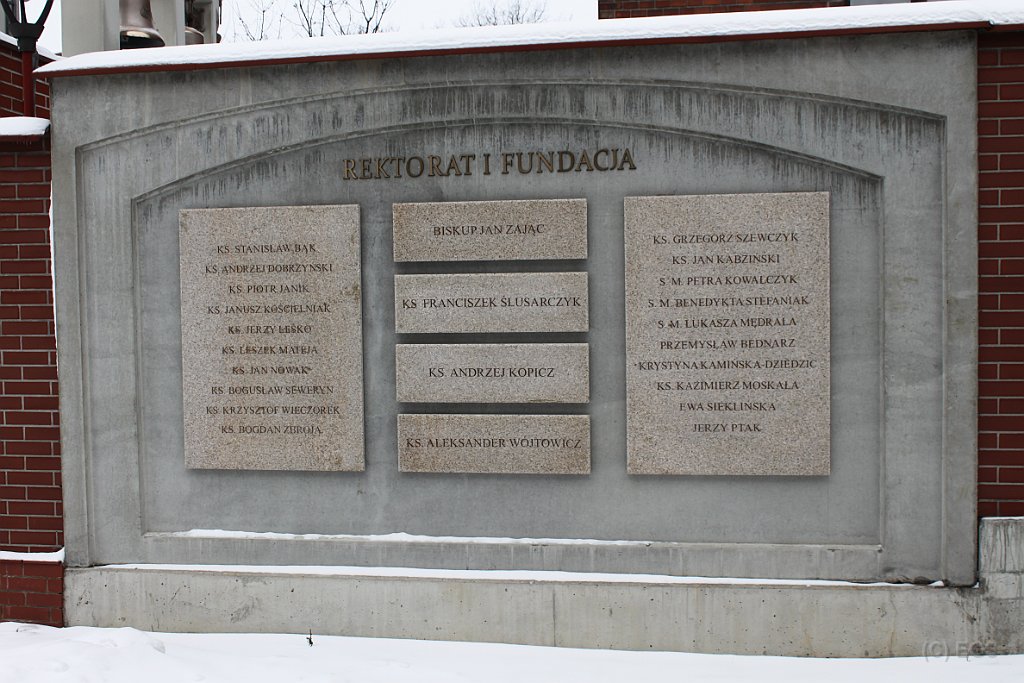 REKTORAT I FUNDACJA
KS. STANISŁAW BĄK
KS. ANDRZEJ DOBRZYŃSKI
KS. PIOTR JANIK
KS. JANUSZ KOŚCIELNIAK
KS. JERZY LEŚKO
KS. LESZEK MATEJA
KS. JAN NOWAK
KS. BOGUSŁAW SEWERYN
KS. KRZYSZTOF WIECZOREK
KS. BOGDAN ZBROJA
BISKUP JAN ZAJĄC
KS. FRANCISZEK ŚLUSARCZYK
KS. ANDRZEJ KOPICZ
KS. ALEKSANDER WÓJTOWICZ
KS. GRZEGORZ SZEWCZYK
KS. JAN KABZIŃSKI
S. M. PETRA KOWALCZYK
S. M. BENEDYKTA STEFANIAK
S. M. ŁUKASZA MĘDRALA
PRZEMYSŁAW BEDNARZ
KRYSTYNA KAMIŃSKA-DZIEDZIC
KS. KAZIMIERZ MOSKAŁA
EWA SIEKLIŃSKA
JERZY PTAK